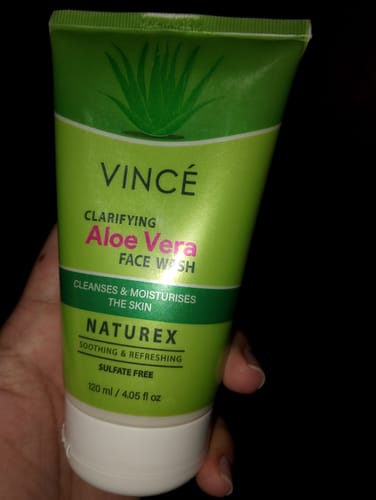 VINCÉ
CLARIFYING
Aloe Vera
FACE WASH
CLEANSES & MOISTURISES
THE SKIN
NATUREX
SOOTHING & REFRESHING
SULFATE FREE
120 ml / 4.05 fl oz